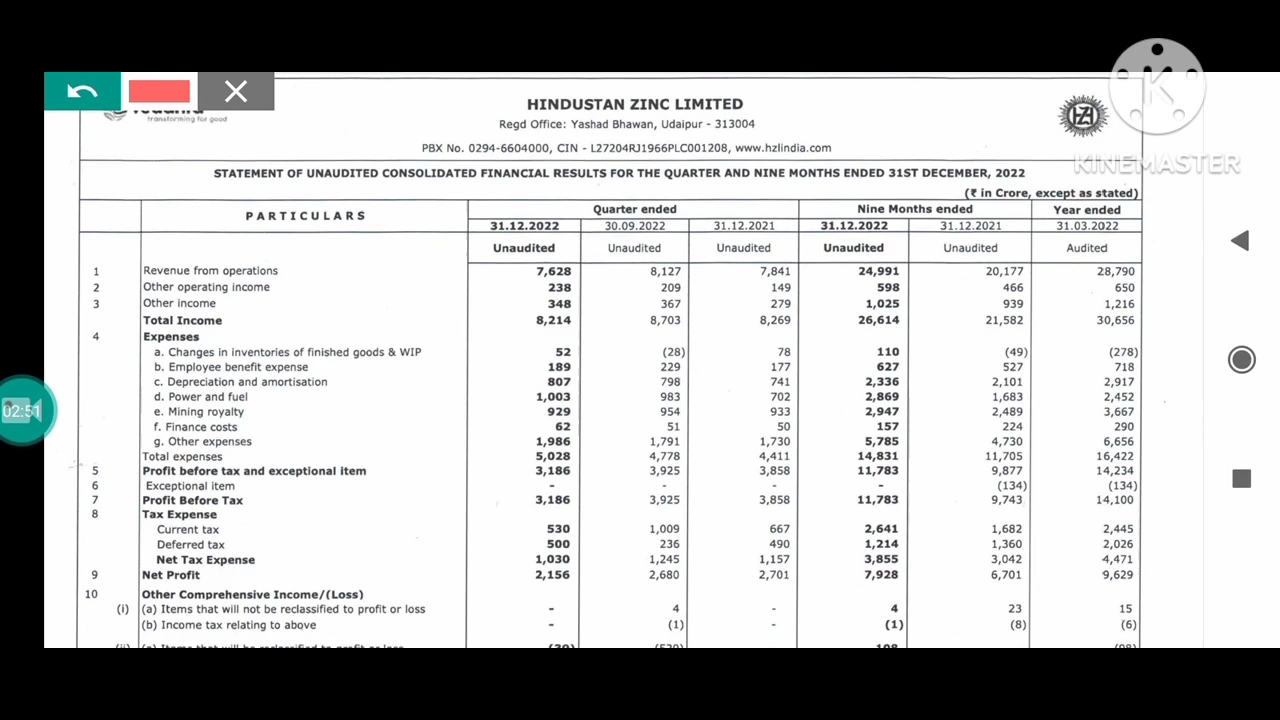 HINDUSTAN ZINC LIMITED
transforming for good
Regd Office: Yashad Bhawan, Udaipur - 313004
HZL
K
KINEMASTER
PBX No. 0294-6604000, CIN - L27204RJ1966PLC001208, www.hzlindia.com
STATEMENT OF UNAUDITED CONSOLIDATED FINANCIAL RESULTS FOR THE QUARTER AND NINE MONTHS ENDED 31ST DECEMBER, 2022
(₹ in Crore, except as stated)
PARTICULARS Quarter ended Nine Months ended Year ended
31.12.2022 30.09.2022 31.12.2021 31.12.2022 31.12.2021 31.03.2022
Unaudited Unaudited Unaudited Unaudited Unaudited Audited
1 Revenue from operations 7,628 8,127 7,841 24,991 20,177 28,790
2 Other operating income 238 209 149 598 466 650
3 Other income 348 367 279 1,025 939 1,216
Total Income 8,214 8,703 8,269 26,614 21,582 30,656
4 Expenses
a. Changes in inventories of finished goods & WIP 52 (28) 78 110 (49) (278)
b. Employee benefit expense 189 229 177 627 527 718
c. Depreciation and amortisation 807 798 741 2,336 2,101 2,917
d. Power and fuel 1,003 983 702 2,869 1,683 2,452
e. Mining royalty 929 954 933 2,947 2,489 3,667
02:51
f. Finance costs 62 51 50 157 224 290
g. Other expenses 1,986 1,791 1,730 5,785 4,730 6,656
Total expenses 5,028 4,778 4,411 14,831 11,705 16,422
5 Profit before tax and exceptional item 3,186 3,925 3,858 11,783 9,877 14,234
6 Exceptional item - - - - (134) (134)
7 Profit Before Tax 3,186 3,925 3,858 11,783 9,743 14,100
8 Tax Expense
Current tax 530 1,009 667 2,641 1,682 2,445
Deferred tax 500 236 490 1,214 1,360 2,026
Net Tax Expense 1,030 1,245 1,157 3,855 3,042 4,471
9 Net Profit 2,156 2,680 2,701 7,928 6,701 9,629
10 Other Comprehensive Income/(Loss)
(i) (a) Items that will not be reclassified to profit or loss - 4 - 4 23 15
(b) Income tax relating to above - (1) - (1) (8) (6)